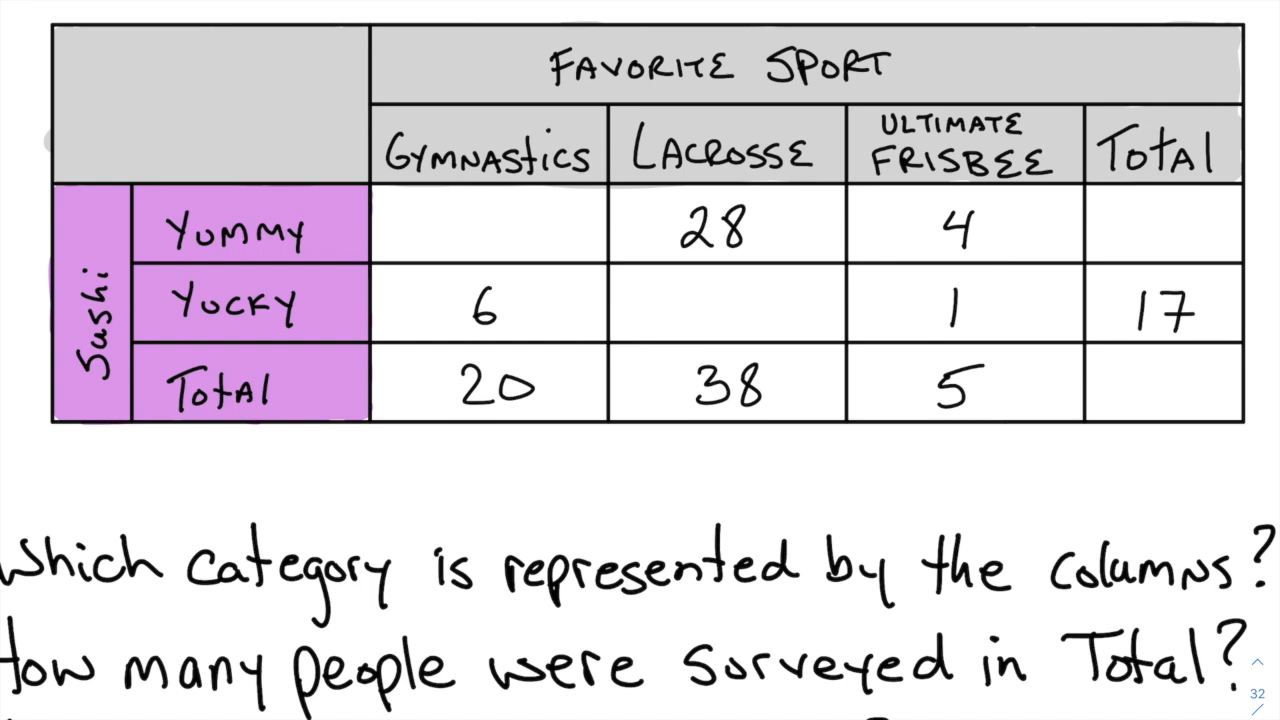 FAVORITE SPORT
GYMNAStiCS LACROSSE ULTIMATE FRISBEE TOtAL
Sushi
YUMMY 28 4
YUCKY 6 1 17
TOtAL 20 38 5
Which category is represented by the columns?
How many people were surveyed in Total?
32